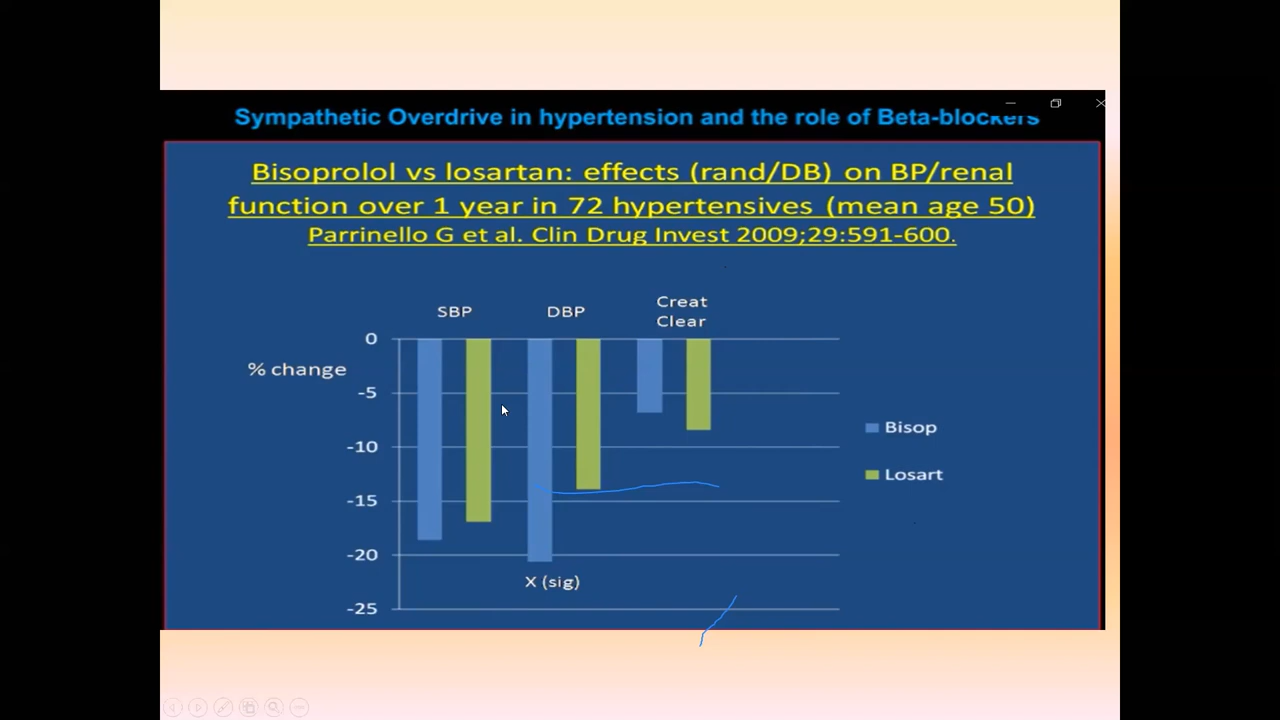 Sympathetic Overdrive in hypertension and the role of Beta-blockers
Bisoprolol vs losartan: effects (rand/DB) on BP/renal
function over 1 year in 72 hypertensives (mean age 50)
Parrinello G et al. Clin Drug Invest 2009;29:591-600.
SBP
DBP
Creat
Clear
0
% change
-5
-10
-15
-20
-25
X (sig)
Bisop
Losart